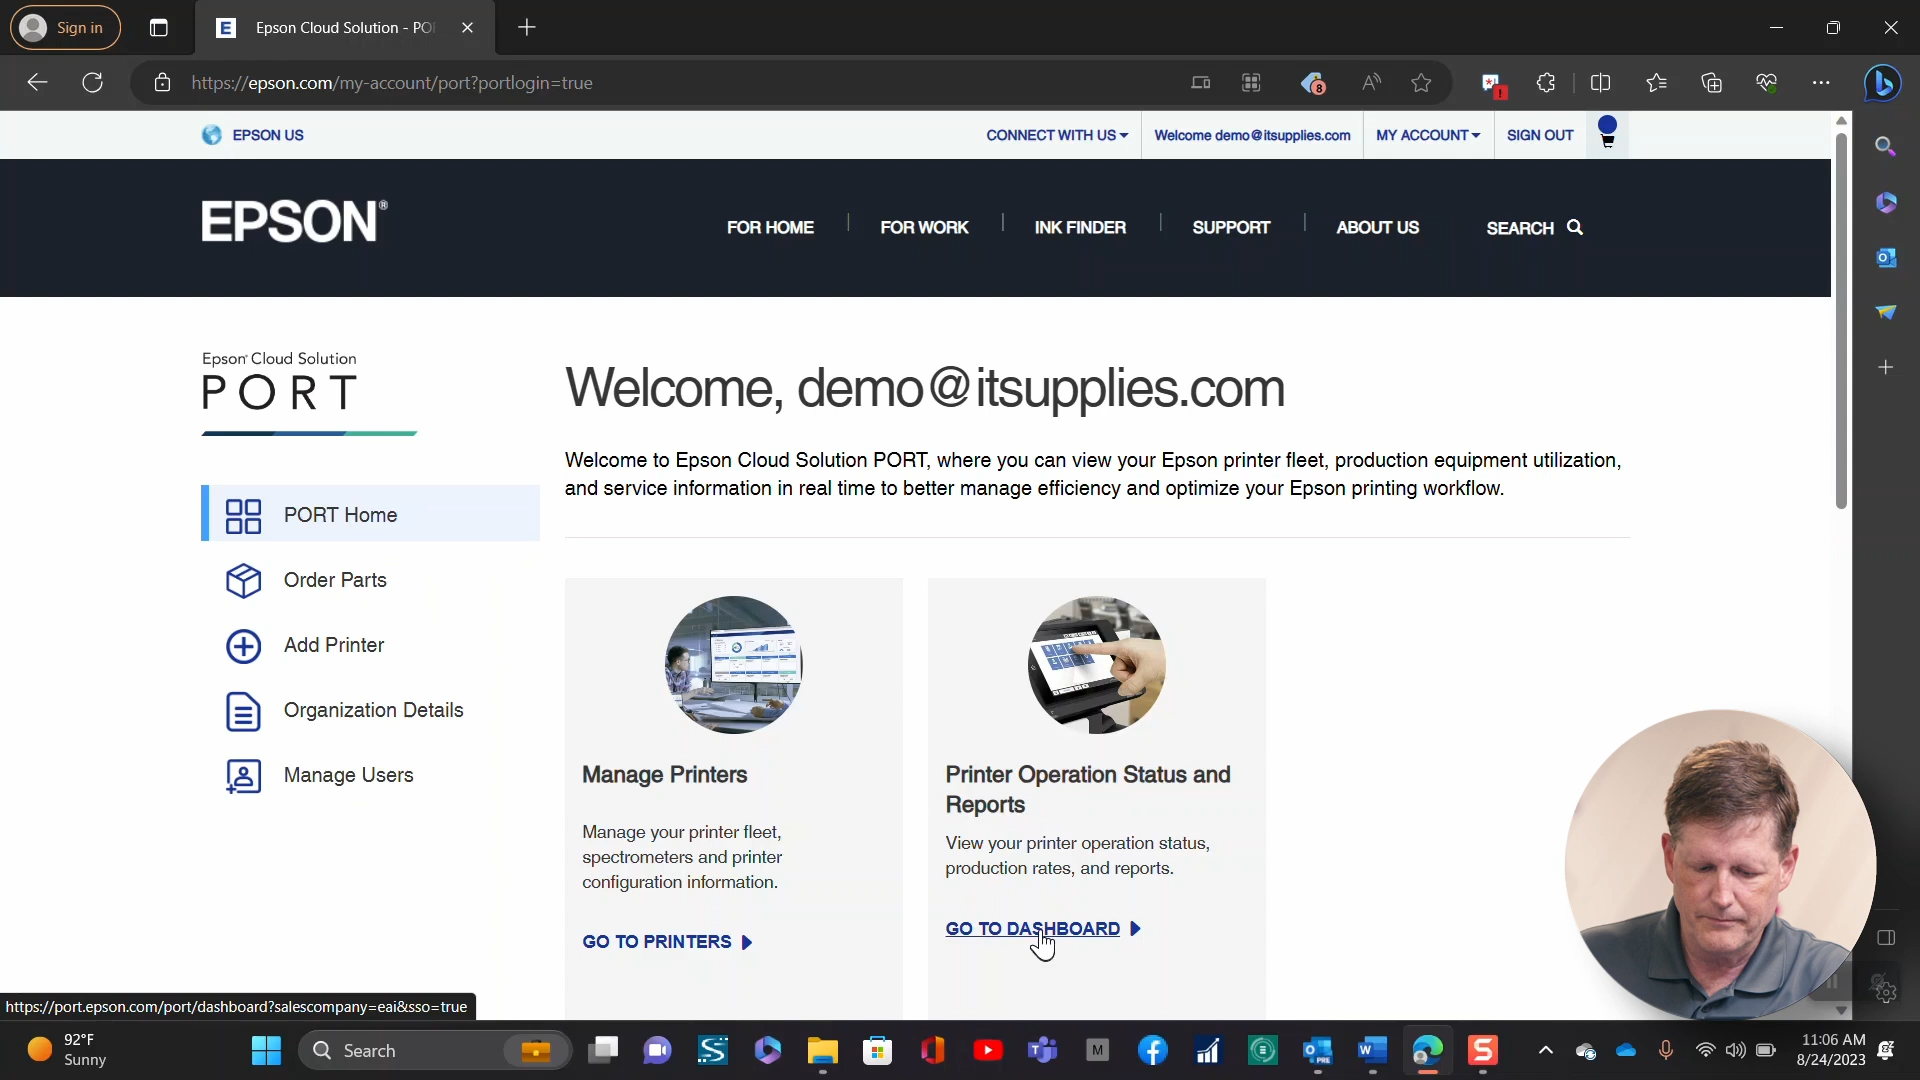 Sign in
Epson Cloud Solution - PO
https://epson.com/my-account/port?portlogin=true
8
EPSON US
CONNECT WITH US
Welcome demo@itsupplies.com
MY ACCOUNT
SIGN OUT
EPSON®
FOR HOME
FOR WORK
INK FINDER
SUPPORT
ABOUT US
SEARCH
Epson® Cloud Solution
PORT
Welcome, demo@itsupplies.com
Welcome to Epson Cloud Solution PORT, where you can view your Epson printer fleet, production equipment utilization,
and service information in real time to better manage efficiency and optimize your Epson printing workflow.
PORT Home
Order Parts
Add Printer
Organization Details
Manage Users
Manage Printers
Manage your printer fleet,
spectrometers and printer
configuration information.
GO TO PRINTERS
Printer Operation Status and
Reports
View your printer operation status,
production rates, and reports.
GO TO DASHBOARD
https://port.epson.com/port/dashboard?salescompany=eai&sso=true
92°F
Sunny
Search
11:06 AM
8/24/2023